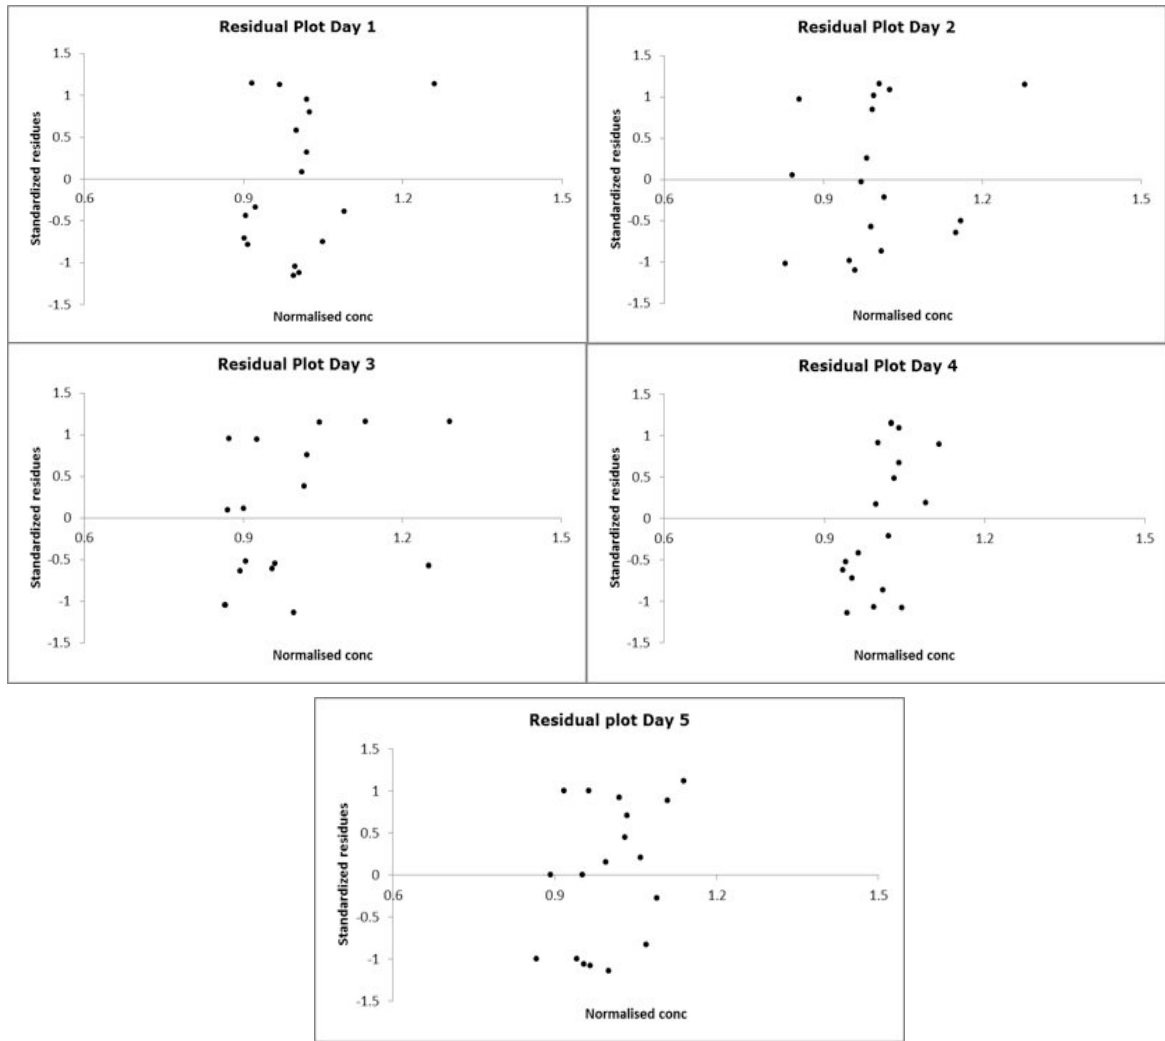 Residual Plot Day 1
1.5
1
0.5
0
-0.5
-1
-1.5
0.6 0.9 1.2 1.5
Standardized residues
Normalised conc
Residual Plot Day 2
1.5
1
0.5
0
-0.5
-1
-1.5
0.6 0.9 1.2 1.5
Standardized residues
Normalised conc
Residual Plot Day 3
1.5
1
0.5
0
-0.5
-1
-1.5
0.6 0.9 1.2 1.5
Standardized residues
Normalised conc
Residual Plot Day 4
1.5
1
0.5
0
-0.5
-1
-1.5
0.6 0.9 1.2 1.5
Standardized residues
Normalised conc
Residual plot Day 5
1.5
1
0.5
0
-0.5
-1
-1.5
0.6 0.9 1.2 1.5
Standardized residues
Normalised conc